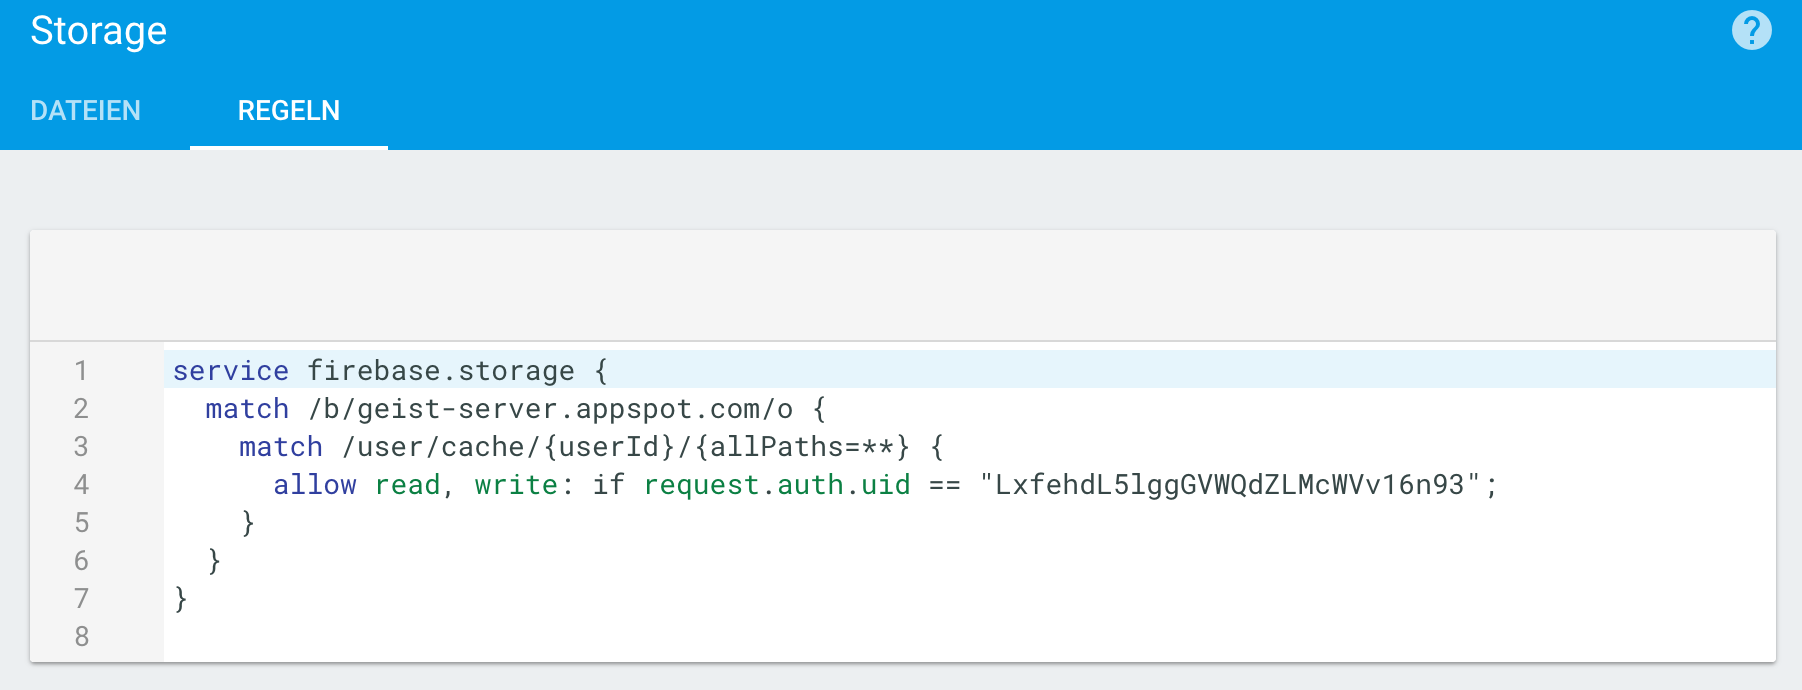 Storage
?
DATEIEN REGELN
1 service firebase.storage {
2 match /b/geist-server.appspot.com/o {
3 match /user/cache/{userId}/{allPaths=**} {
4 allow read, write: if request.auth.uid == "LxfehdL5lggGVWQdZLMcWVv16n93";
5 }
6 }
7 }
8